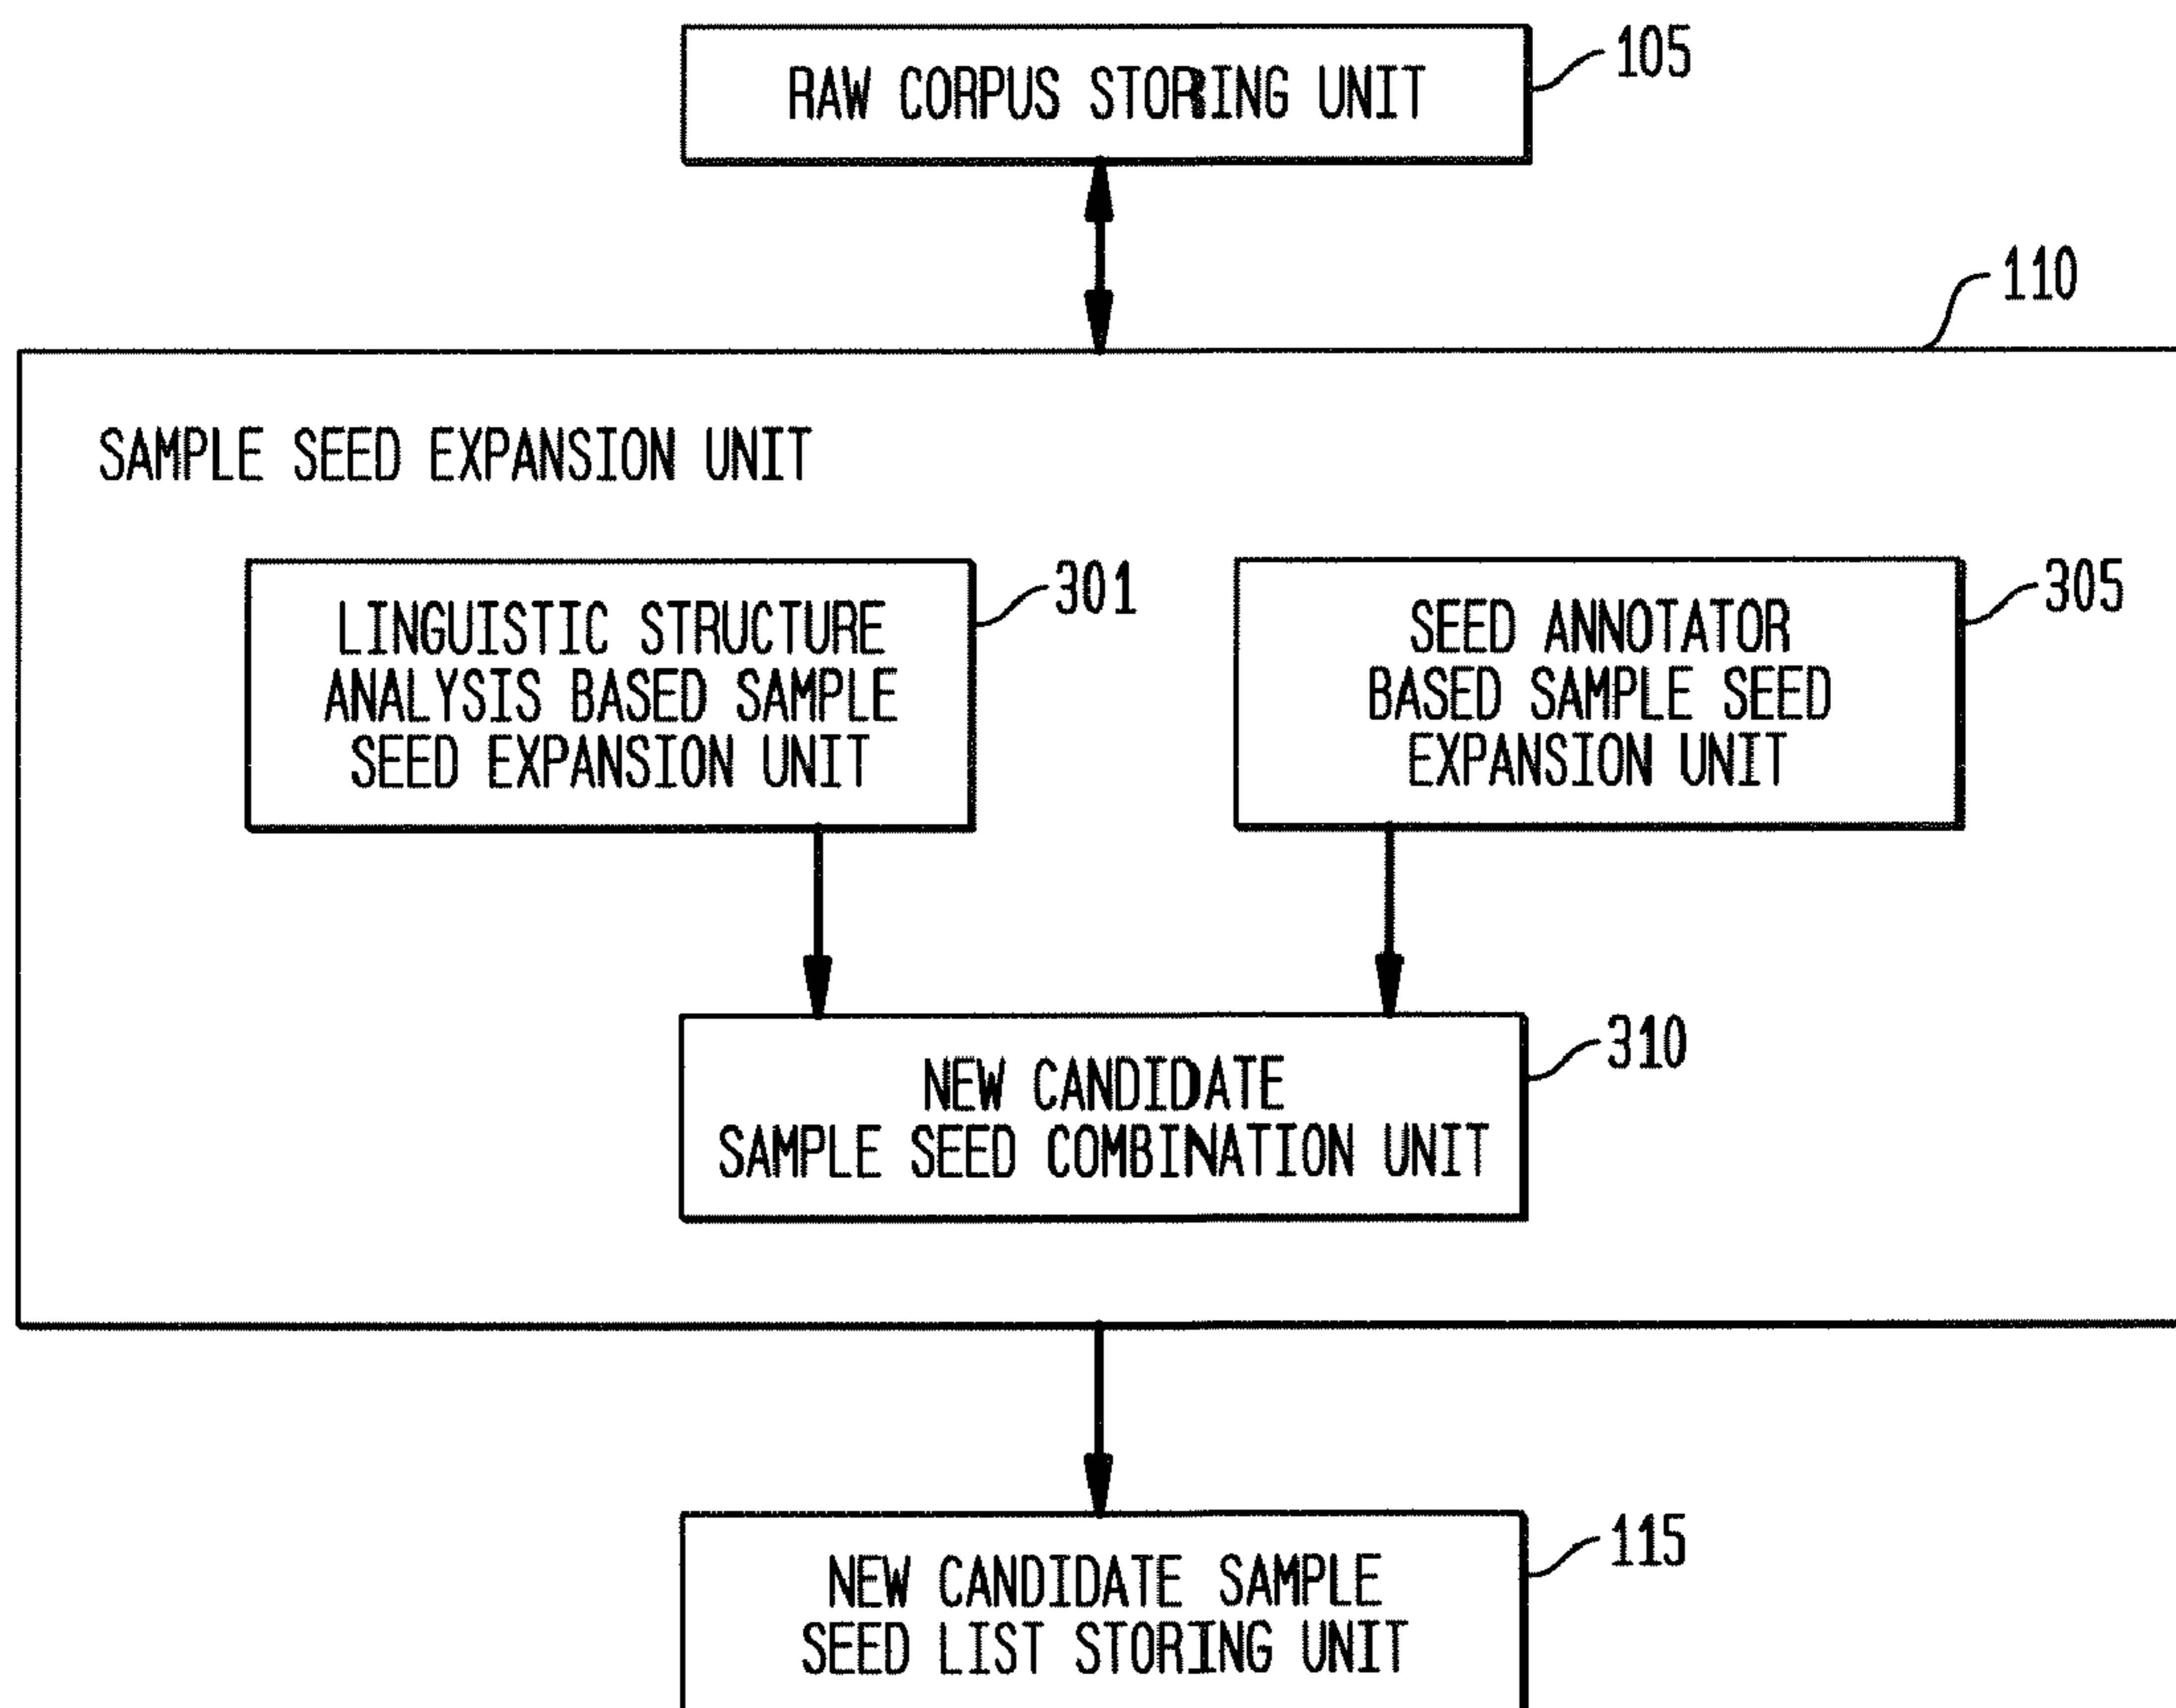 RAW CORPUS STORING UNIT
105
110
SAMPLE SEED EXPANSION UNIT
LINGUISTIC STRUCTURE
ANALYSIS BASED SAMPLE
SEED EXPANSION UNIT
301
SEED ANNOTATOR
BASED SAMPLE SEED
EXPANSION UNIT
305
NEW CANDIDATE
SAMPLE SEED COMBINATION UNIT
310
NEW CANDIDATE SAMPLE
SEED LIST STORING UNIT
115